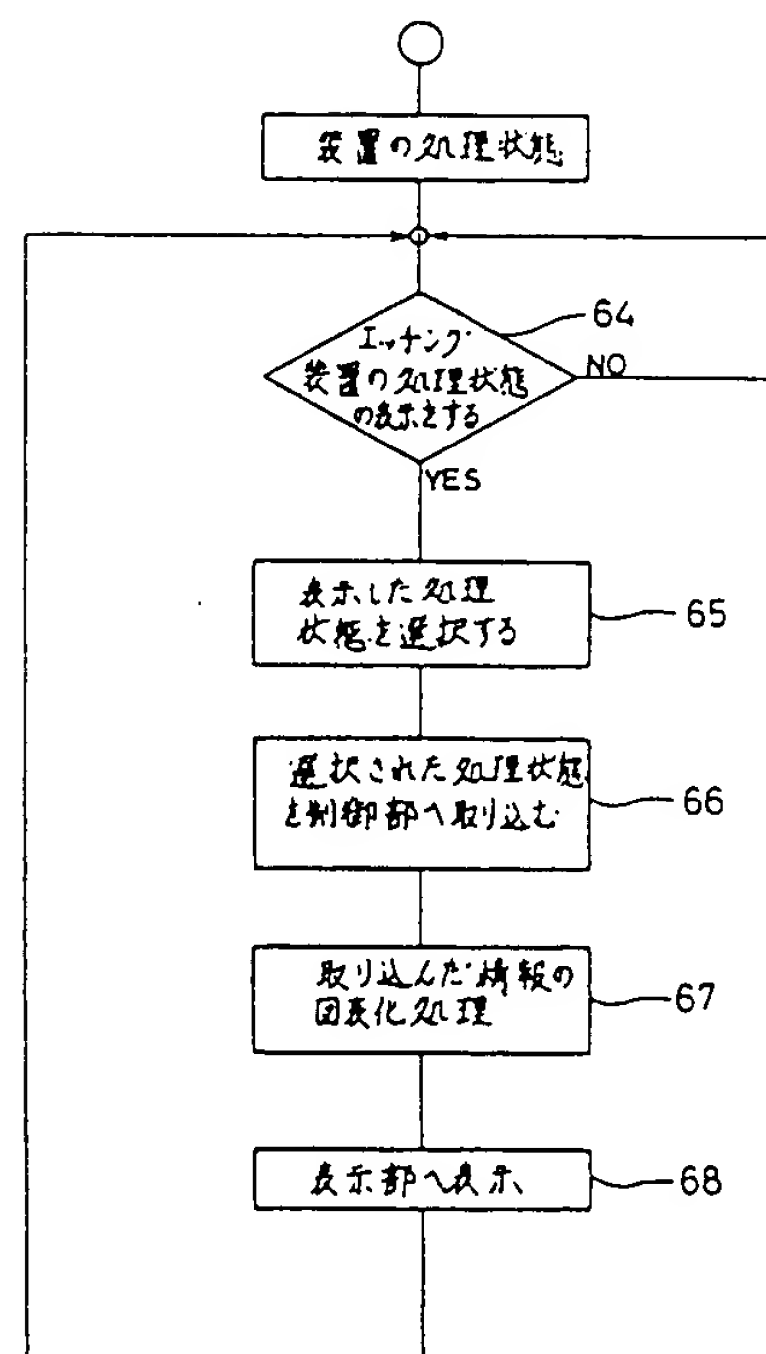 装置の処理状態
64
エッチング
装置の処理状態
の表示をする
NO
YES
表示した処理
状態を選択する
65
選択された処理状態
を制御部へ取り込む
66
取り込んだ情報の
図表化処理
67
表示部へ表示
68